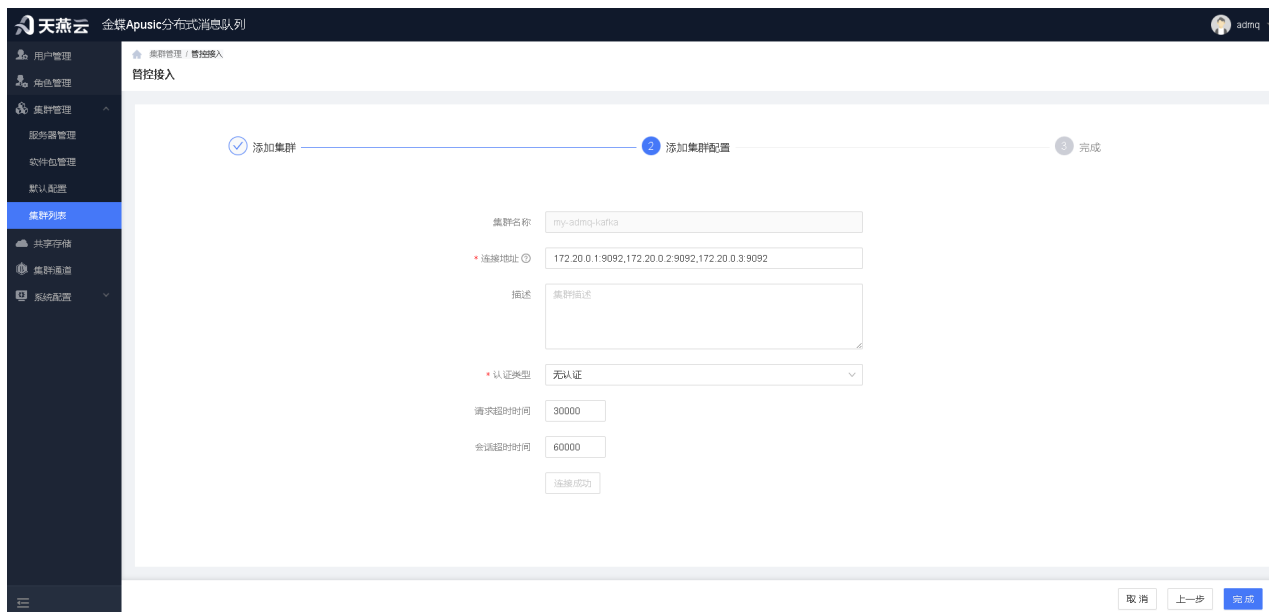 天燕云 金蝶Apusic分布式消息队列
admq
用户管理
角色管理
集群管理
服务器管理
软件包管理
默认配置
集群列表
共享存储
集群通道
系统配置
集群管理 / 管控接入
管控接入
添加集群
2 添加集群配置
3 完成
集群名称 my-admq-kafka
* 连接地址 172.20.0.1:9092,172.20.0.2:9092,172.20.0.3:9092
描述 集群描述
* 认证类型 无认证
请求超时时间 30000
会话超时时间 60000
连接成功
取消 上一步 完成